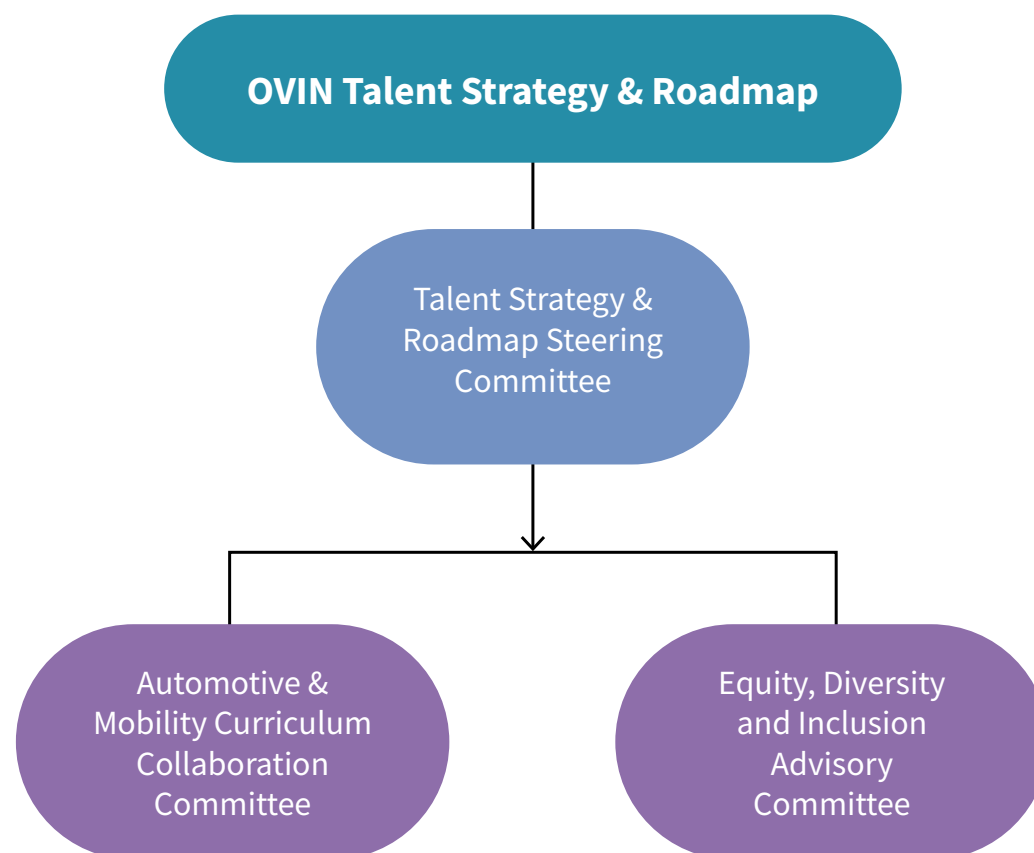 OVIN Talent Strategy & Roadmap
Talent Strategy &
Roadmap Steering
Committee
Automotive &
Mobility Curriculum
Collaboration
Committee
Equity, Diversity
and Inclusion
Advisory
Committee